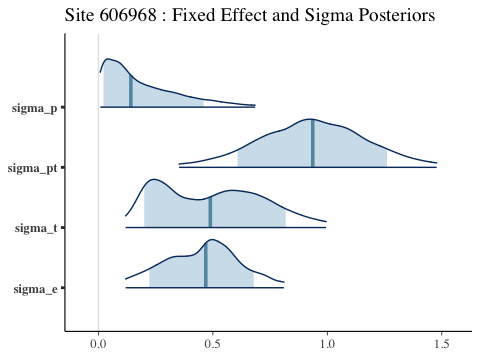 Site 606968 : Fixed Effect and Sigma Posteriors
sigma_p
sigma_pt
sigma_t
sigma_e
0.0 0.5 1.0 1.5